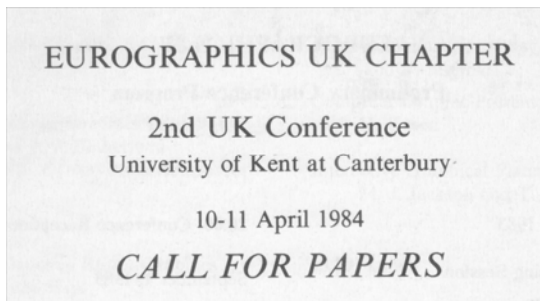 EUROGRAPHICS UK CHAPTER
2nd UK Conference
University of Kent at Canterbury
10-11 April 1984
CALL FOR PAPERS